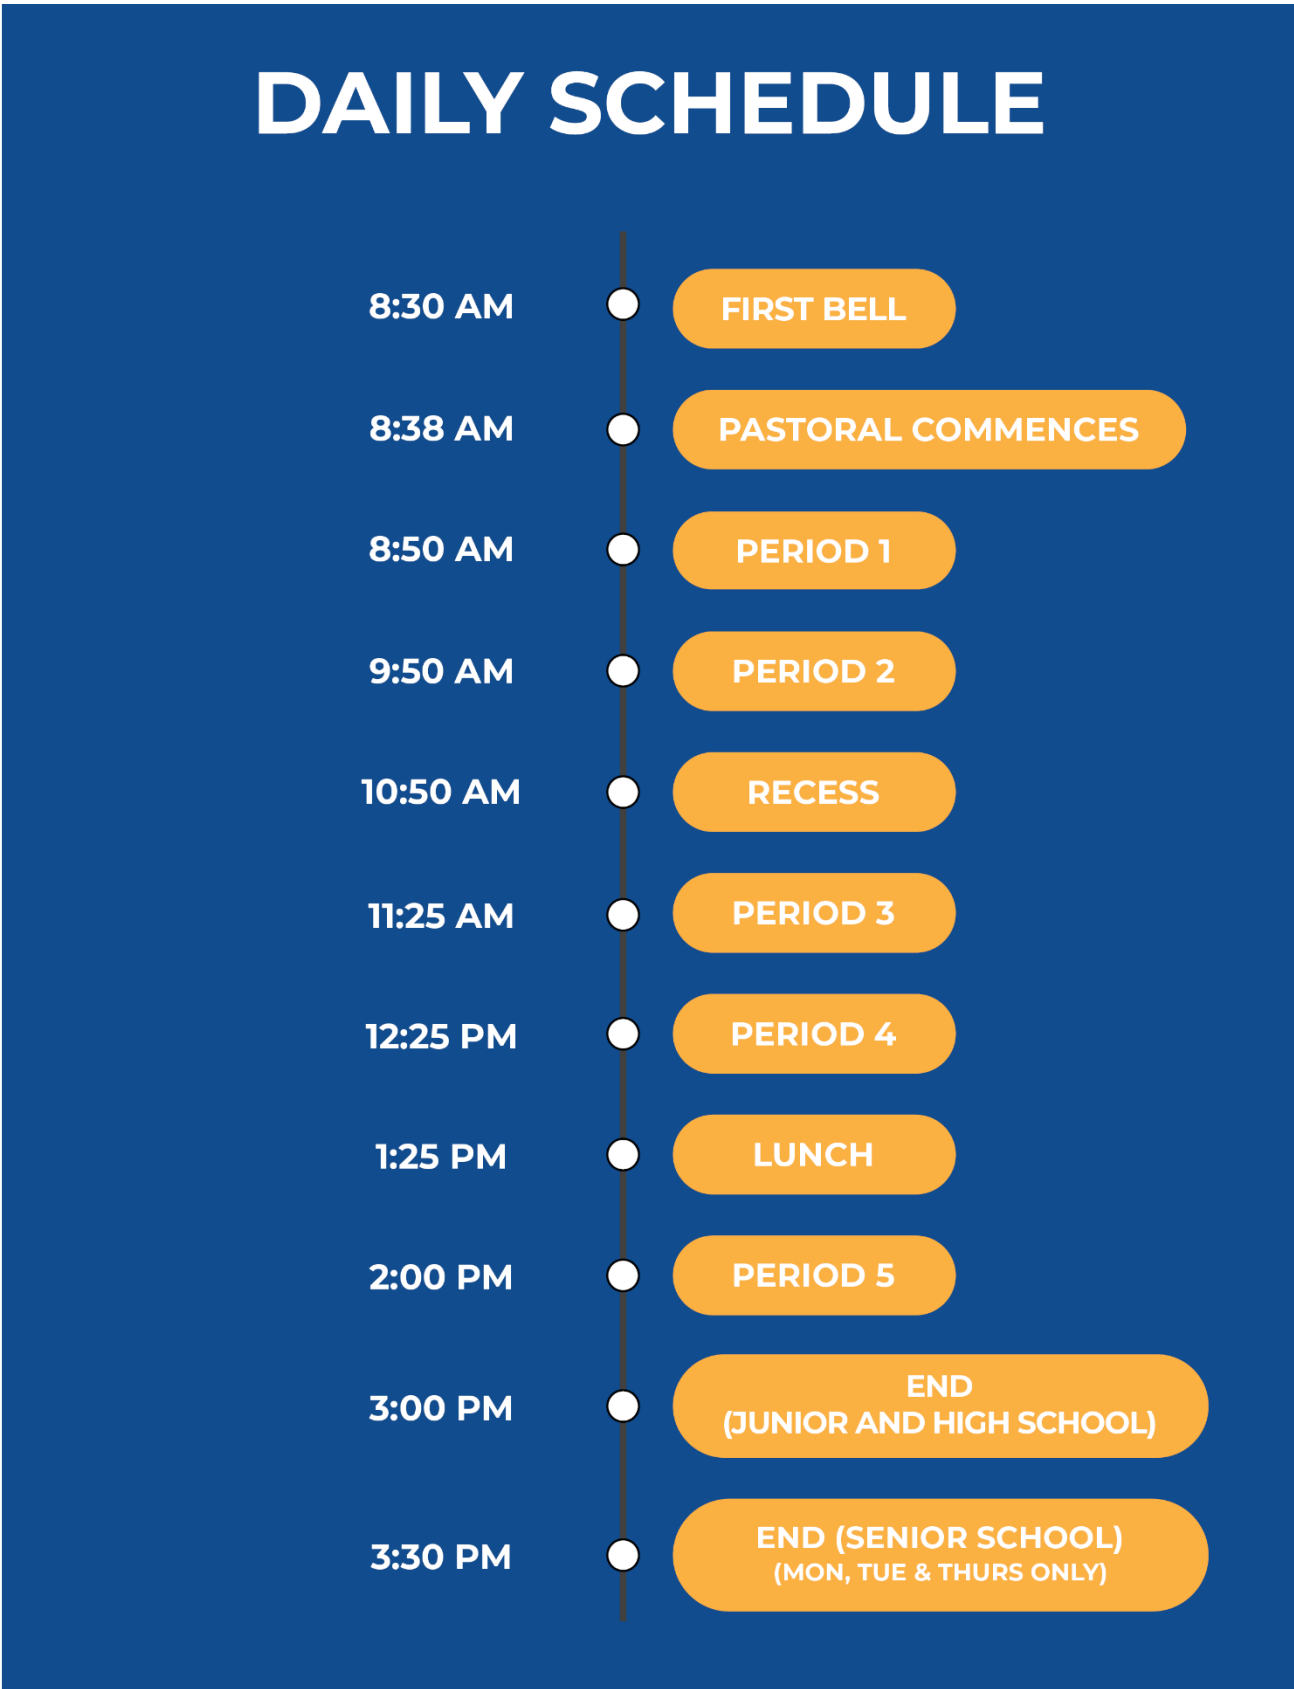 DAILY SCHEDULE
8:30 AM FIRST BELL
8:38 AM PASTORAL COMMENCES
8:50 AM PERIOD 1
9:50 AM PERIOD 2
10:50 AM RECESS
11:25 AM PERIOD 3
12:25 PM PERIOD 4
1:25 PM LUNCH
2:00 PM PERIOD 5
3:00 PM END
(JUNIOR AND HIGH SCHOOL)
3:30 PM END (SENIOR SCHOOL)
(MON, TUE & THURS ONLY)